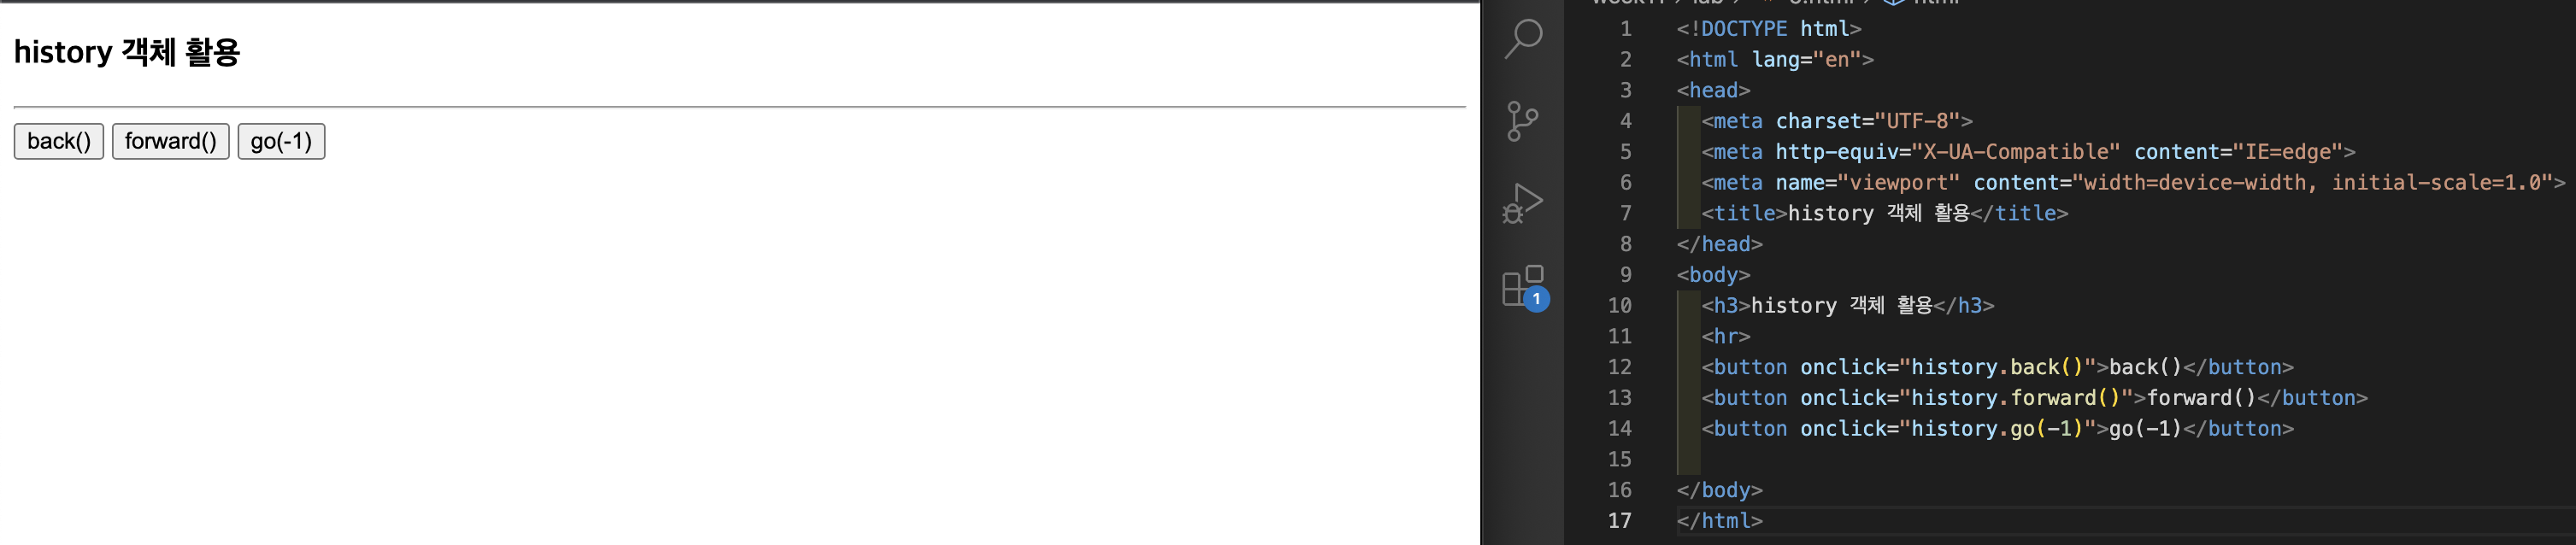 history 객체 활용
back() forward() go(-1)
1
1 <!DOCTYPE html>
2 <html lang="en">
3 <head>
4 <meta charset="UTF-8">
5 <meta http-equiv="X-UA-Compatible" content="IE=edge">
6 <meta name="viewport" content="width=device-width, initial-scale=1.0">
7 <title>history 객체 활용</title>
8 </head>
9 <body>
10 <h3>history 객체 활용</h3>
11 <hr>
12 <button onclick="history.back()">back()</button>
13 <button onclick="history.forward()">forward()</button>
14 <button onclick="history.go(-1)">go(-1)</button>
15
16 </body>
17 </html>